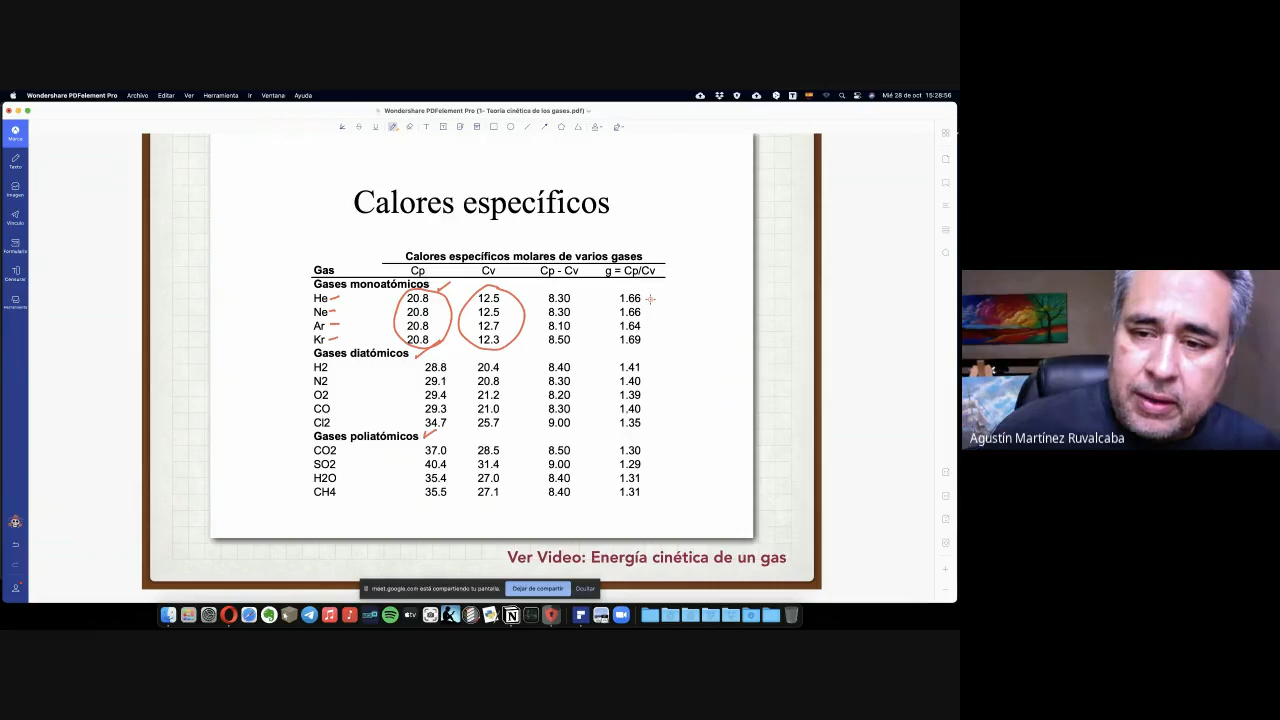 Wondershare PDFelement Pro Archivo Editar Ver Herramienta Ir Ventana Ayuda Mié 28 de oct 15:28:56
Wondershare PDFelement Pro (1- Teoría cinética de los gases.pdf)
Marca
Texto
Imagen
Vínculo
Formulario
Censurar
Herramienta
Calores específicos
Calores específicos molares de varios gases
Gas Cp Cv Cp - Cv g = Cp/Cv
Gases monoatómicos
He 20.8 12.5 8.30 1.66
Ne 20.8 12.5 8.30 1.66
Ar 20.8 12.7 8.10 1.64
Kr 20.8 12.3 8.50 1.69
Gases diatómicos
H2 28.8 20.4 8.40 1.41
N2 29.1 20.8 8.30 1.40
O2 29.4 21.2 8.20 1.39
CO 29.3 21.0 8.30 1.40
Cl2 34.7 25.7 9.00 1.35
Gases poliatómicos
CO2 37.0 28.5 8.50 1.30
SO2 40.4 31.4 9.00 1.29
H2O 35.4 27.0 8.40 1.31
CH4 35.5 27.1 8.40 1.31
Ver Video: Energía cinética de un gas
meet.google.com está compartiendo tu pantalla. Dejar de compartir Ocultar
Agustín Martínez Ruvalcaba